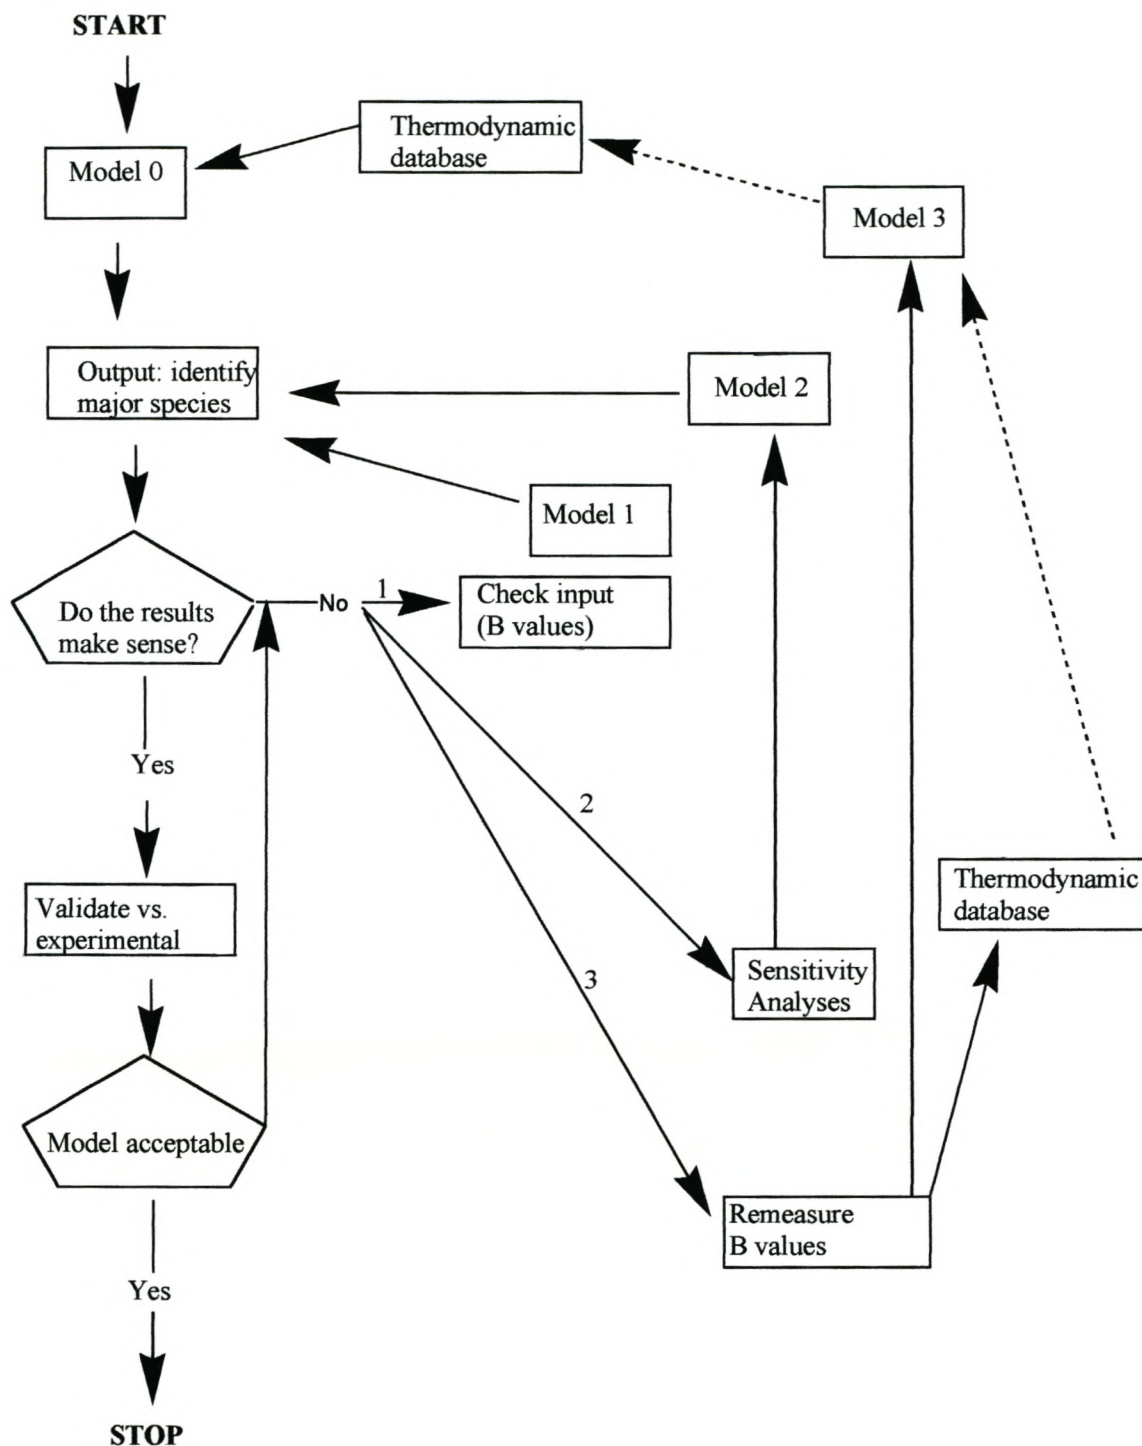 START
Thermodynamic
database
Model 0
Model 3
Output: identify
major species
Model 2
Model 1
Do the results
make sense?
No
1
Check input
(B values)
Yes
2
Validate vs.
experimental
Thermodynamic
database
3
Sensitivity
Analyses
Model acceptable
Remeasure
B values
Yes
STOP